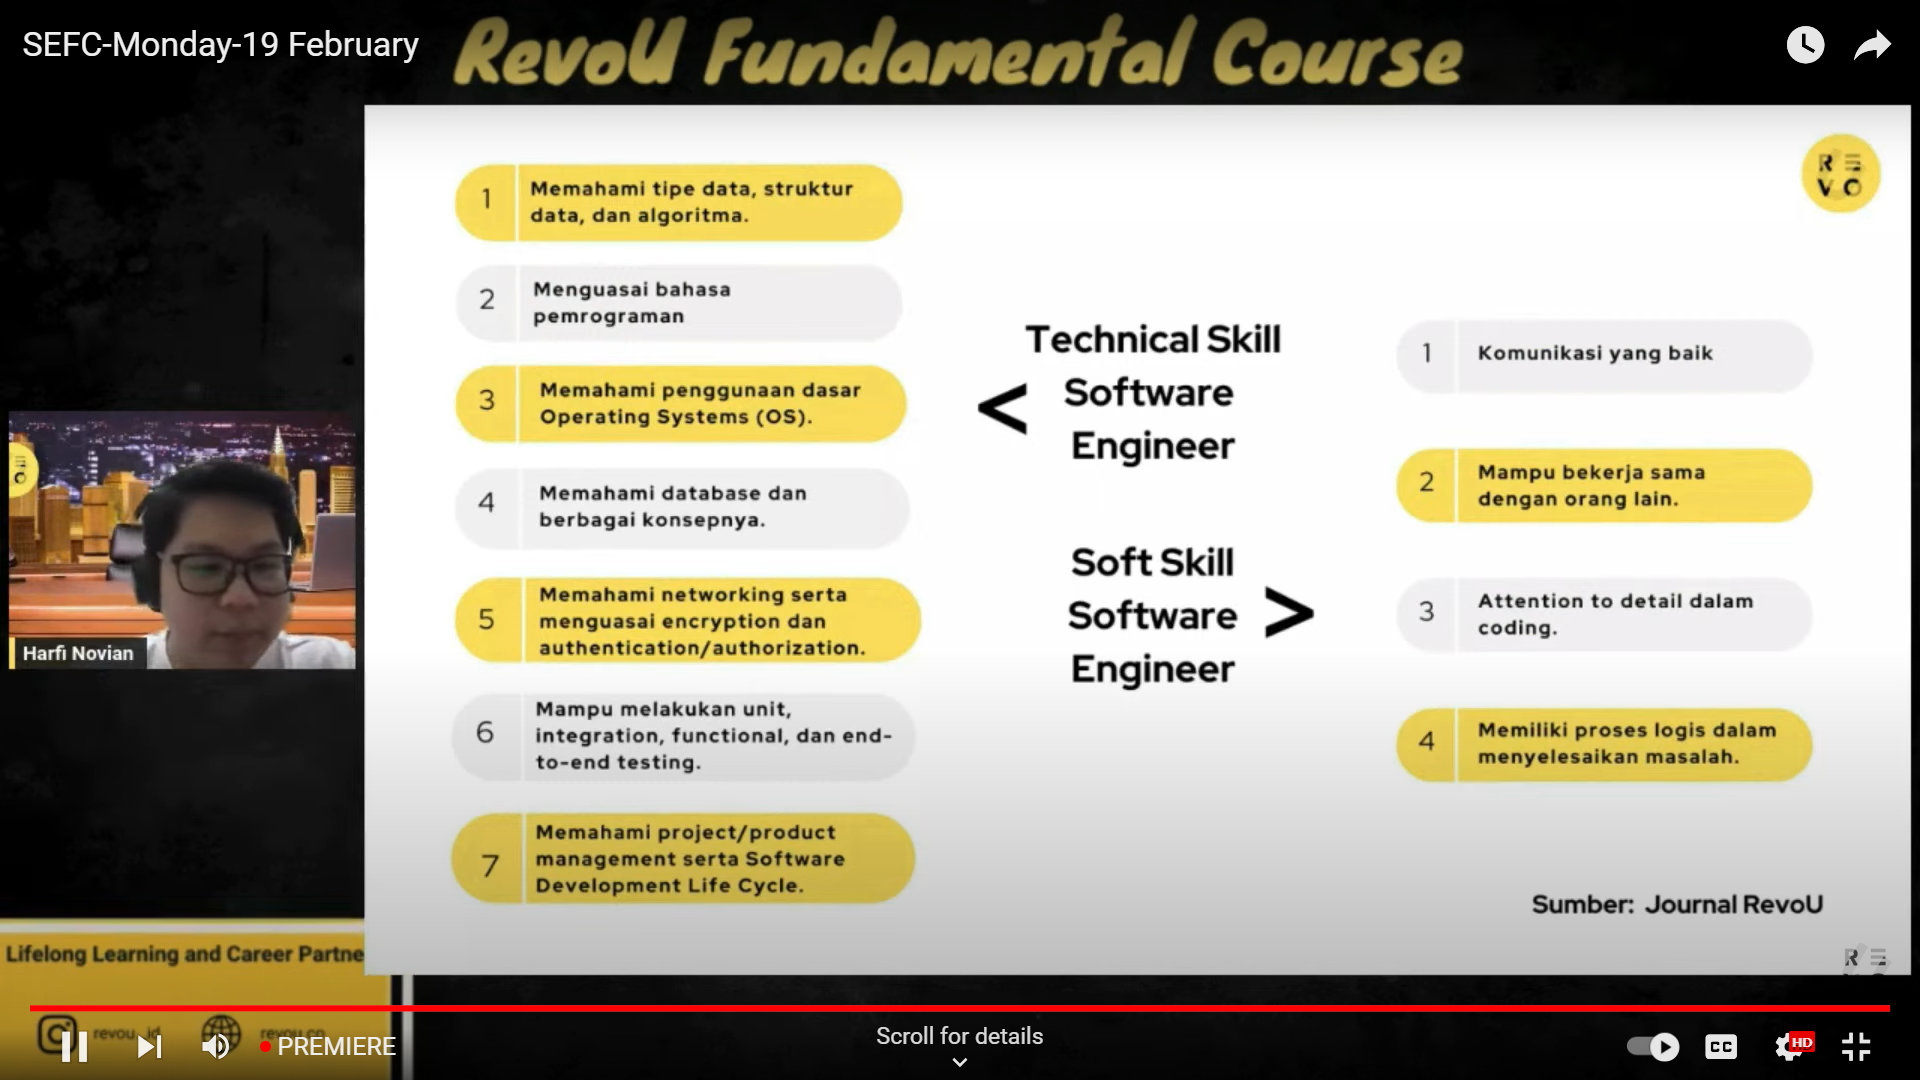 SEFC-Monday-19 February
RevoU Fundamental Course
R E
V O
1
Memahami tipe data, struktur
data, dan algoritma.
2
Menguasai bahasa
pemrograman
3
Memahami penggunaan dasar
Operating Systems (OS).
4
Memahami database dan
berbagai konsepnya.
5
Memahami networking serta
menguasai encryption dan
authentication/authorization.
6
Mampu melakukan unit,
integration, functional, dan end-
to-end testing.
7
Memahami project/product
management serta Software
Development Life Cycle.
<
Technical Skill
Software
Engineer
Soft Skill
Software
Engineer
>
1
Komunikasi yang baik
2
Mampu bekerja sama
dengan orang lain.
3
Attention to detail dalam
coding.
4
Memiliki proses logis dalam
menyelesaikan masalah.
Sumber: Journal RevoU
Harfi Novian
Lifelong Learning and Career Partne
revou_id
revou.co
PREMIERE
Scroll for details
CC
HD